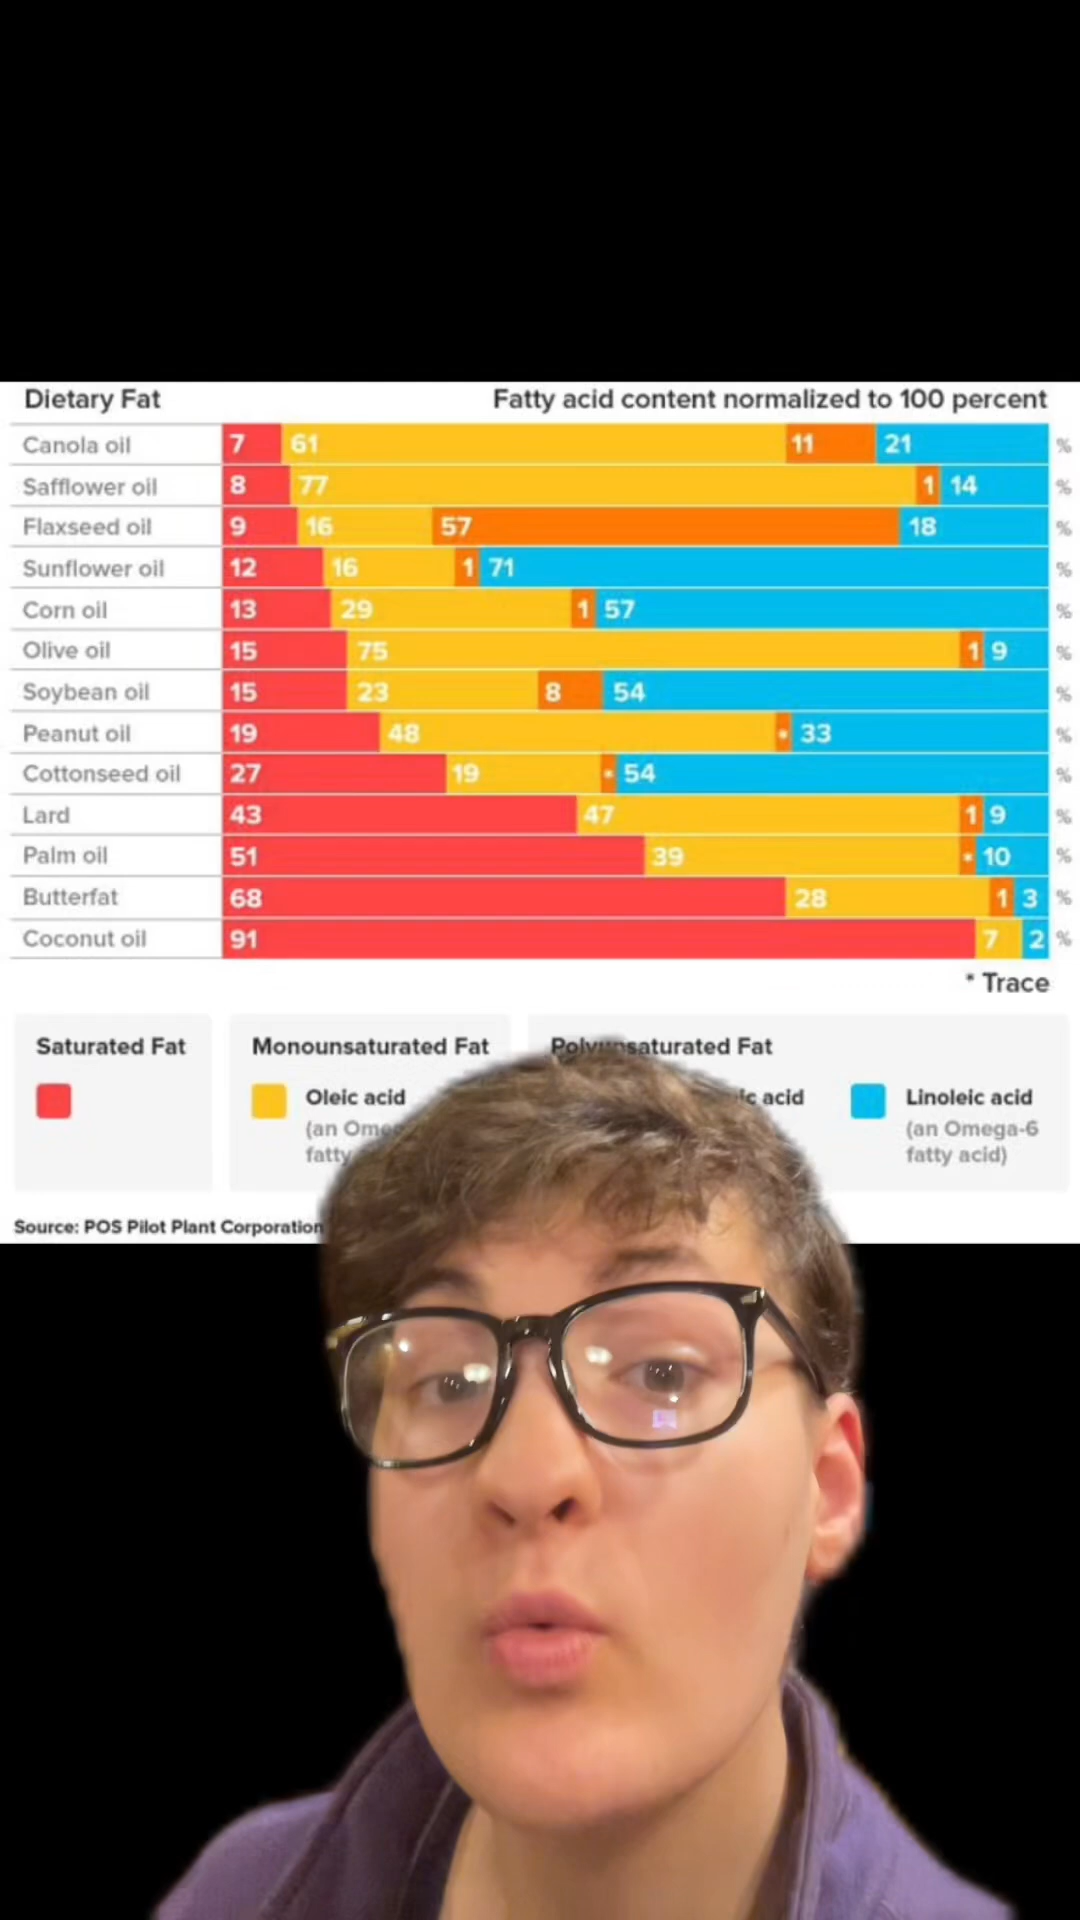 Dietary Fat Fatty acid content normalized to 100 percent
Canola oil 7 61 11 21 %
Safflower oil 8 77 1 14 %
Flaxseed oil 9 16 57 18 %
Sunflower oil 12 16 1 71 %
Corn oil 13 29 1 57 %
Olive oil 15 75 1 9 %
Soybean oil 15 23 8 54 %
Peanut oil 19 48 * 33 %
Cottonseed oil 27 19 * 54 %
Lard 43 47 1 9 %
Palm oil 51 39 * 10 %
Butterfat 68 28 1 3 %
Coconut oil 91 7 2 %
* Trace
Saturated Fat Monounsaturated Fat Polyunsaturated Fat
Oleic acid acid Linoleic acid
(an (an Omega-6
fatty fatty acid)
Source: POS Pilot Plant Corporation